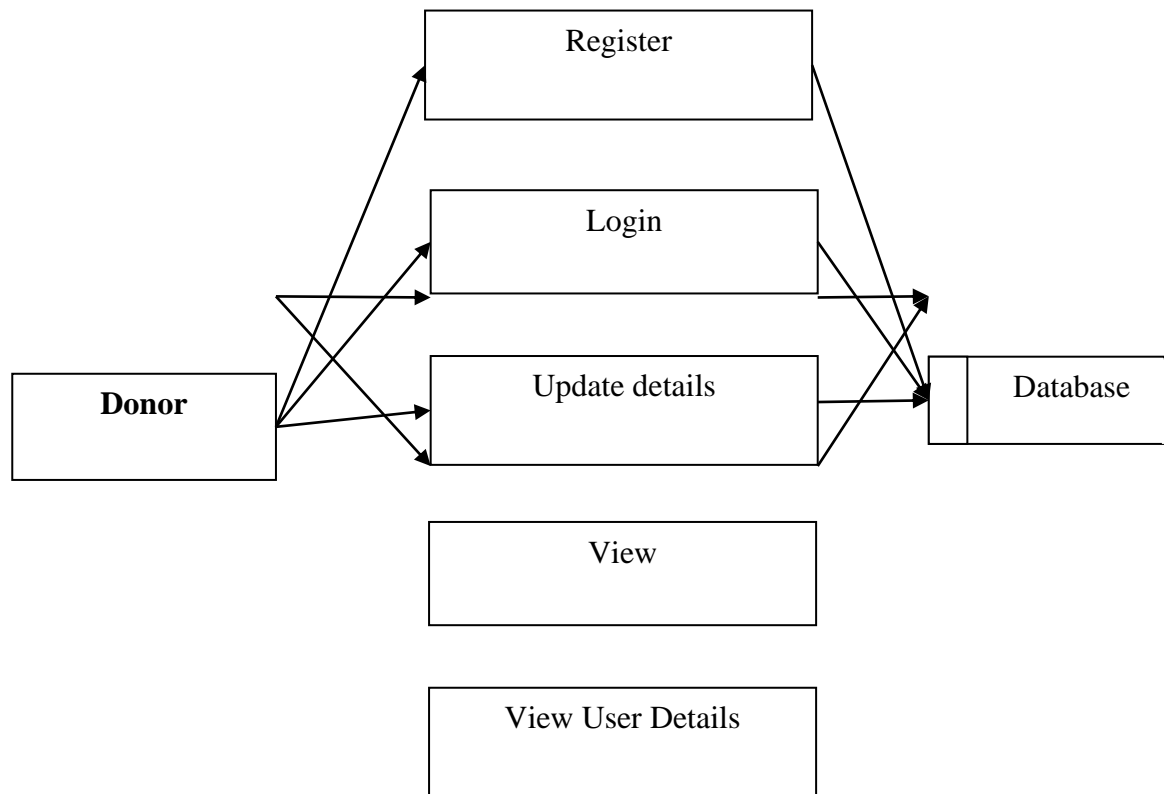 Register
Login
Update details
Donor
Database
View
View User Details